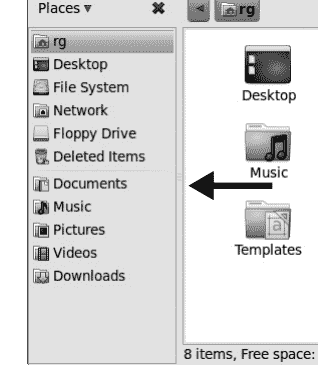 Places
rg
rg
Desktop
File System
Network
Floppy Drive
Deleted Items
Documents
Music
Pictures
Videos
Downloads
Desktop
Music
a
Templates
8 items, Free space: